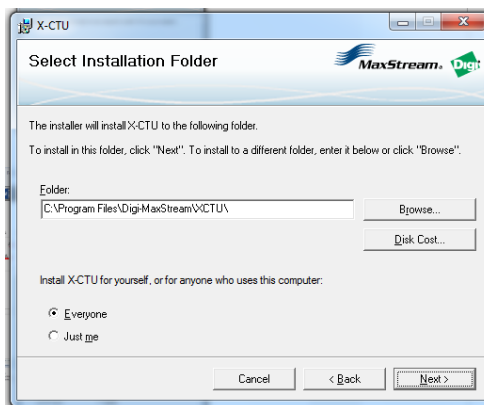 X-CTU
Select Installation Folder
MaxStream. Digi
The installer will install X-CTU to the following folder.
To install in this folder, click "Next". To install to a different folder, enter it below or click "Browse".
Folder:
C:\Program Files\Digi-MaxStream\XCTU\
Browse...
Disk Cost...
Install X-CTU for yourself, or for anyone who uses this computer:
Everyone
Just me
Cancel
< Back
Next >